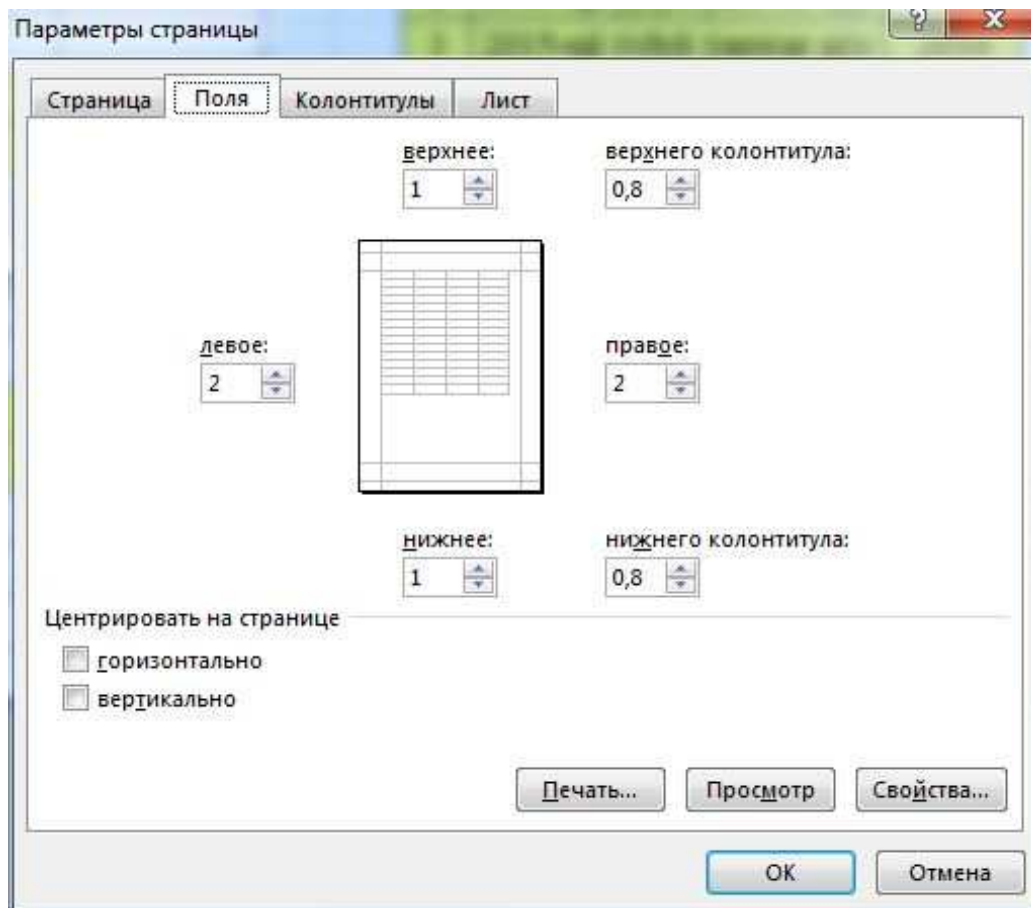 Параметры страницы
Страница Поля Колонтитулы Лист
верхнее: верхнего колонтитула:
1 0,8
левое: правое:
2 2
нижнее: нижнего колонтитула:
1 0,8
Центрировать на странице
горизонтально
вертикально
Печать... Просмотр Свойства...
ОК Отмена